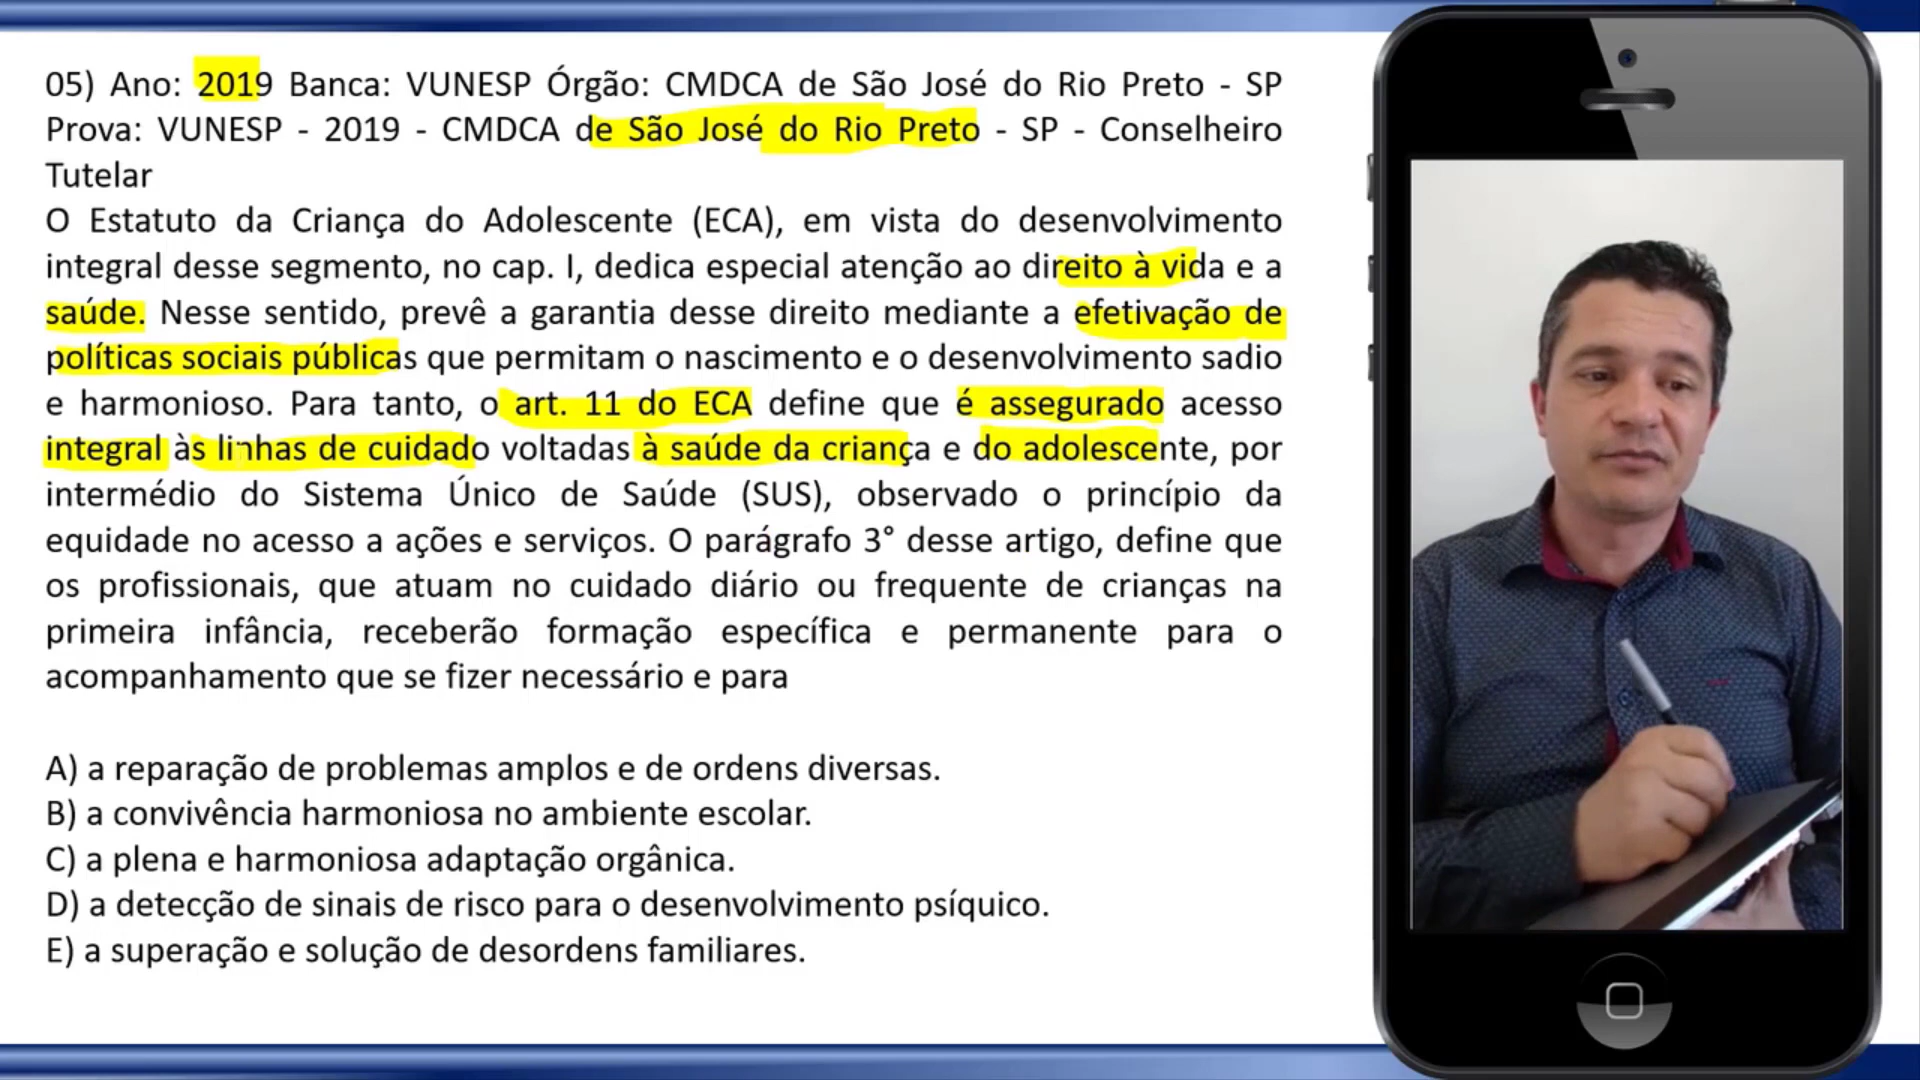 05) Ano: 2019 Banca: VUNESP Órgão: CMDCA de São José do Rio Preto - SP
Prova: VUNESP - 2019 - CMDCA de São José do Rio Preto - SP - Conselheiro
Tutelar
O Estatuto da Criança do Adolescente (ECA), em vista do desenvolvimento
integral desse segmento, no cap. I, dedica especial atenção ao direito à vida e a
saúde. Nesse sentido, prevê a garantia desse direito mediante a efetivação de
políticas sociais públicas que permitam o nascimento e o desenvolvimento sadio
e harmonioso. Para tanto, o art. 11 do ECA define que é assegurado acesso
integral às linhas de cuidado voltadas à saúde da criança e do adolescente, por
intermédio do Sistema Único de Saúde (SUS), observado o princípio da
equidade no acesso a ações e serviços. O parágrafo 3° desse artigo, define que
os profissionais, que atuam no cuidado diário ou frequente de crianças na
primeira infância, receberão formação específica e permanente para o
acompanhamento que se fizer necessário e para
A) a reparação de problemas amplos e de ordens diversas.
B) a convivência harmoniosa no ambiente escolar.
C) a plena e harmoniosa adaptação orgânica.
D) a detecção de sinais de risco para o desenvolvimento psíquico.
E) a superação e solução de desordens familiares.